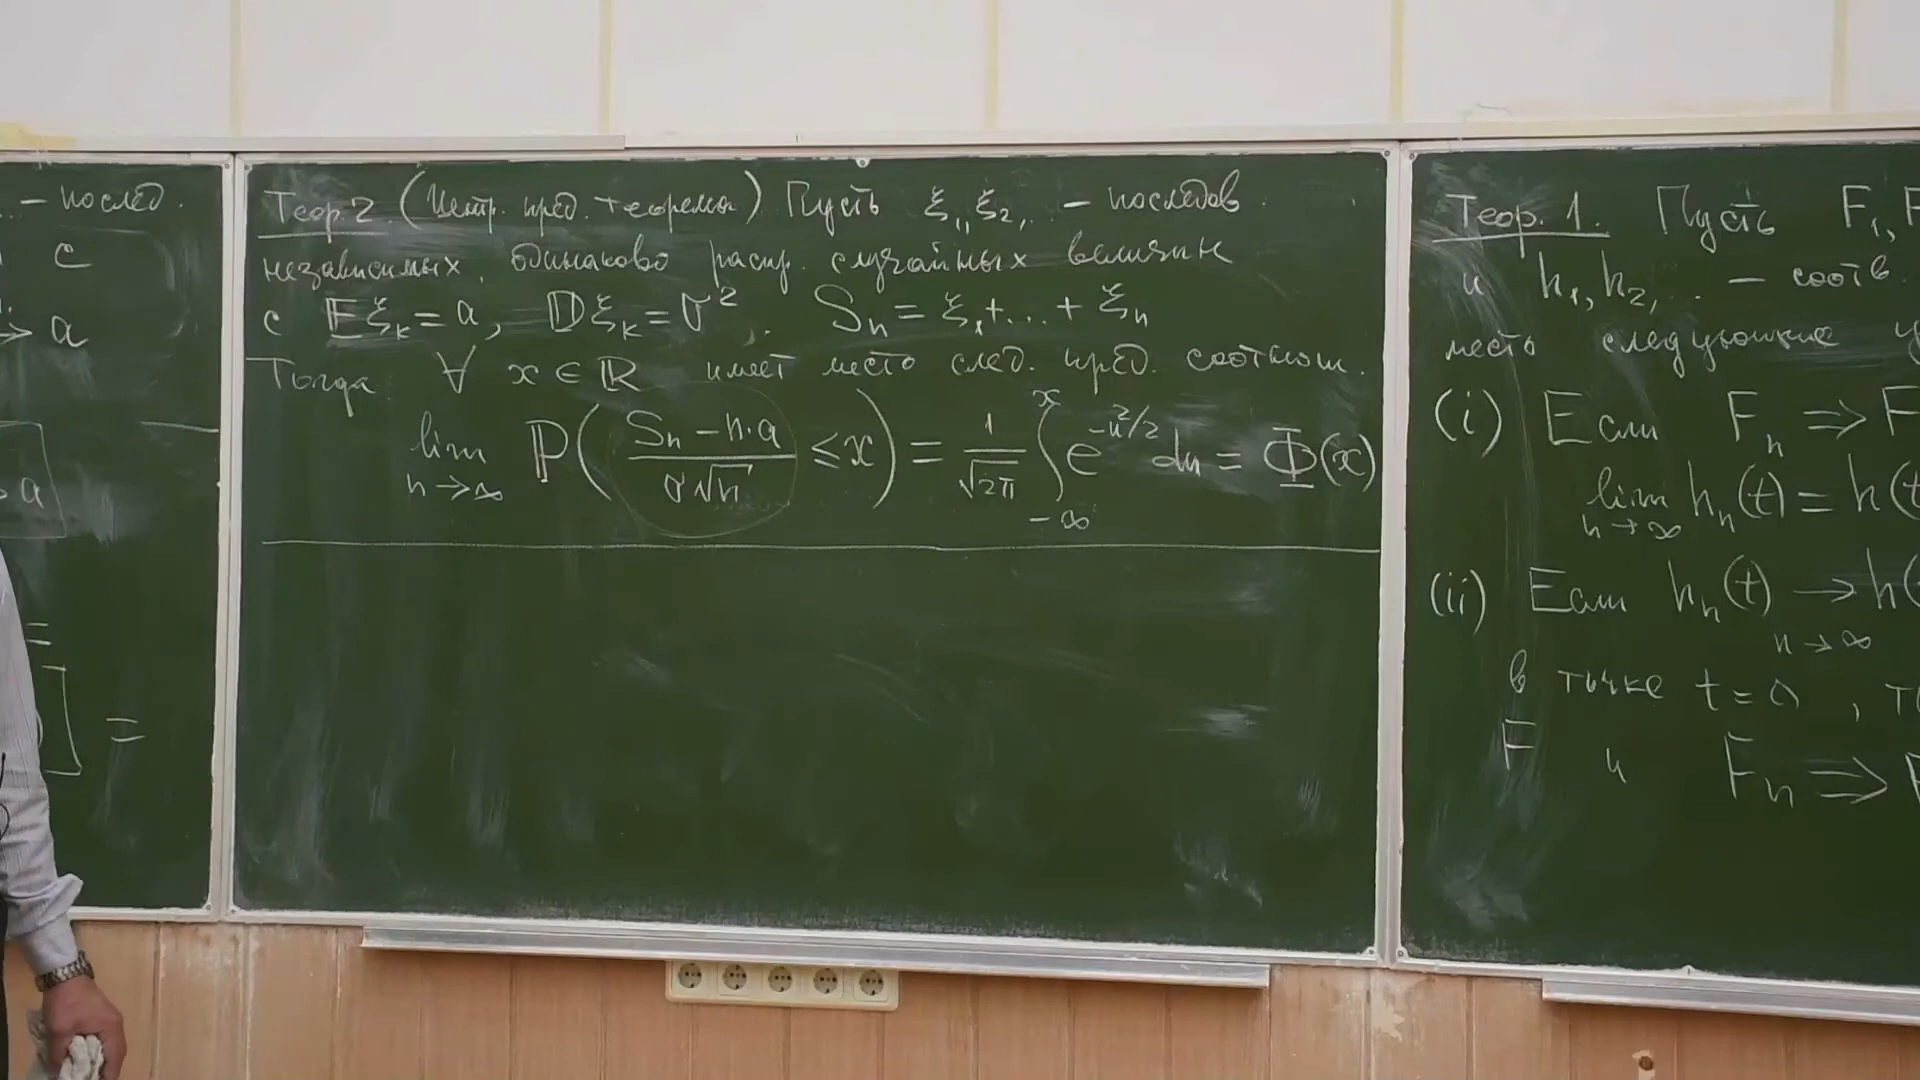 ... – послед.
с
→ a
a
=
] =
Теор. 2 (Центр. пред. теорема) Пусть ξ₁, ξ₂, ... – последов.
независимых, одинаково распр. случайных величин
с 𝔼ξₖ = a, 𝔻ξₖ = σ², Sₙ = ξ₁ + ... + ξₙ
Тогда ∀ x ∈ ℝ имеет место след. пред. соотнош.
lim n→∞ ℙ( (Sₙ – n·a) / (σ√n) ≤ x ) = 1/√2π ∫_{-∞}^{x} e^{-u²/2} du = Φ(x)
Теор. 1. Пусть F₁, F
и h₁, h₂, ... – соотв.
место следующие
(i) Если Fₙ ⇒ F
lim n→∞ hₙ(t) = h(t
(ii) Если hₙ(t) → h(
n→∞
в точке t = 0, то
F и Fₙ ⇒ F